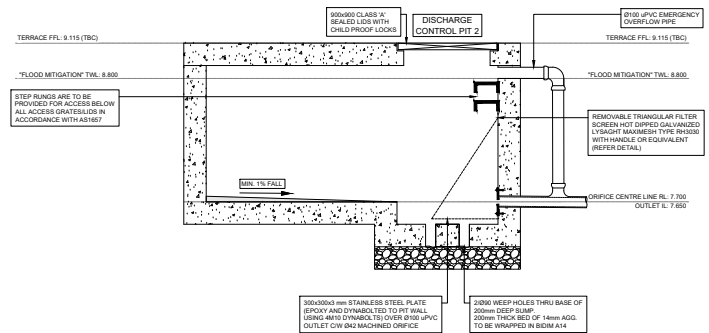 900x900 CLASS 'A'
SEALED LIDS WITH
CHILD PROOF LOCKS
DISCHARGE
CONTROL PIT 2
Ø100 uPVC EMERGENCY
OVERFLOW PIPE
TERRACE FFL: 9.115 (TBC)
TERRACE FFL: 9.115 (TBC)
"FLOOD MITIGATION" TWL: 8.800
"FLOOD MITIGATION" TWL: 8.800
STEP RUNGS ARE TO BE
PROVIDED FOR ACCESS BELOW
ALL ACCESS GRATES/LIDS IN
ACCORDANCE WITH AS1657
REMOVABLE TRIANGULAR FILTER
SCREEN HOT DIPPED GALVANIZED
LYSAGHT MAXIMESH TYPE RH3030
WITH HANDLE OR EQUIVALENT
(REFER DETAIL)
MIN. 1% FALL
ORIFICE CENTRE LINE RL: 7.700
OUTLET IL: 7.650
300x300x3 mm STAINLESS STEEL PLATE
(EPOXY AND DYNABOLTED TO PIT WALL
USING 4M10 DYNABOLTS) OVER Ø100 uPVC
OUTLET C/W Ø42 MACHINED ORIFICE
2/Ø90 WEEP HOLES THRU BASE OF
200mm DEEP SUMP.
200mm THICK BED OF 14mm AGG.
TO BE WRAPPED IN BIDIM A14